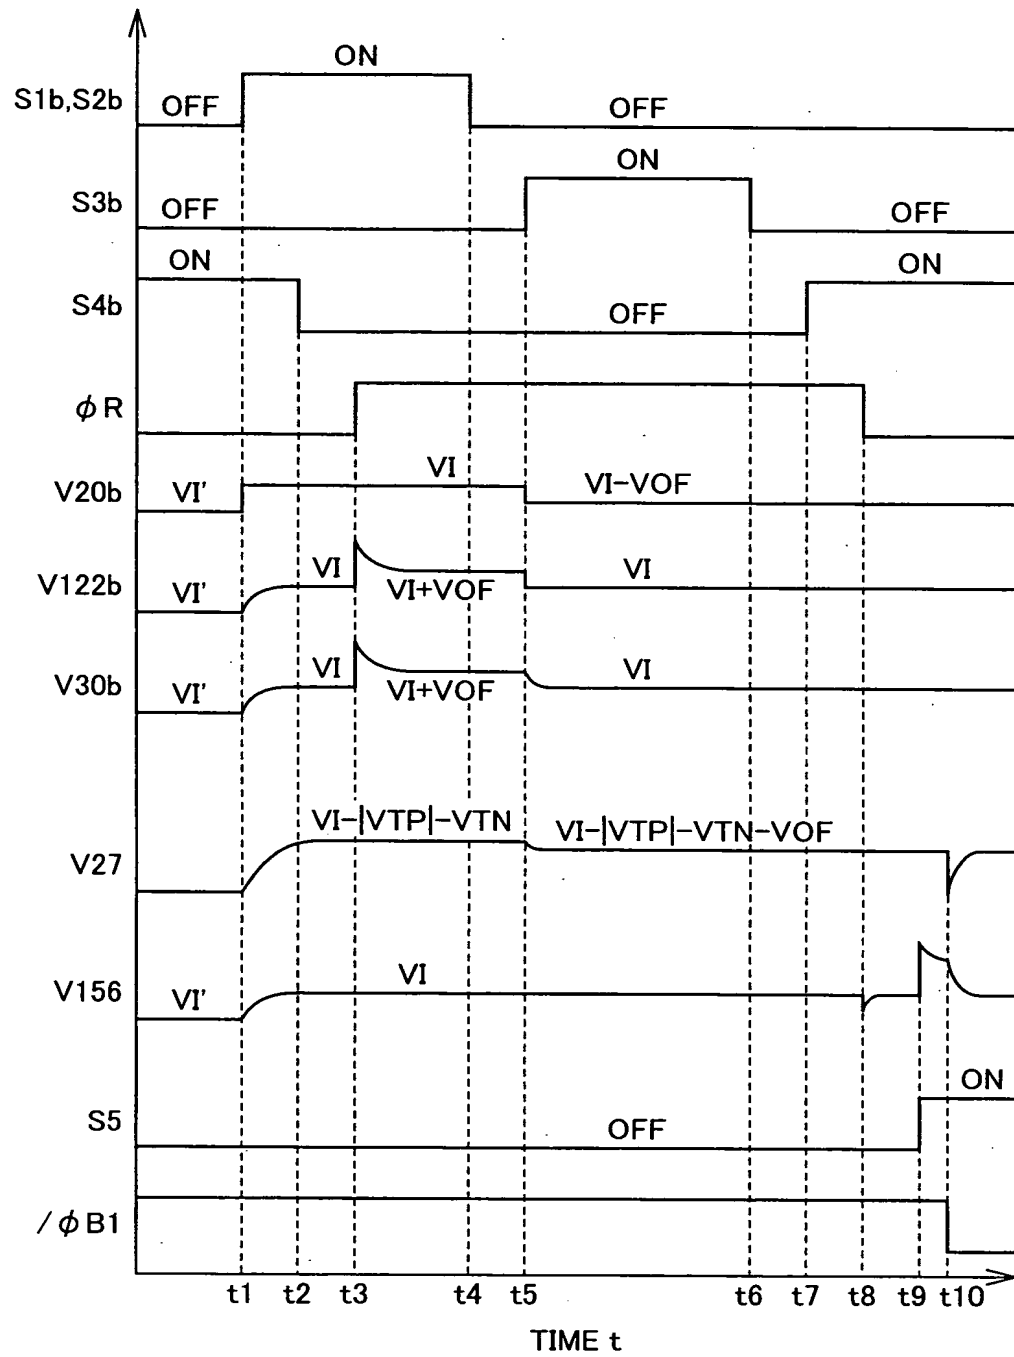 ON
S1b,S2b OFF OFF
ON
S3b OFF OFF
ON ON
S4b OFF
φR
V20b VI' VI VI-VOF
V122b VI' VI VI+VOF VI
V30b VI' VI VI+VOF VI
VI-|VTP|-VTN VI-|VTP|-VTN-VOF
V27
V156 VI' VI
ON
S5 OFF
/φB1
t1 t2 t3 t4 t5 t6 t7 t8 t9 t10
TIME t